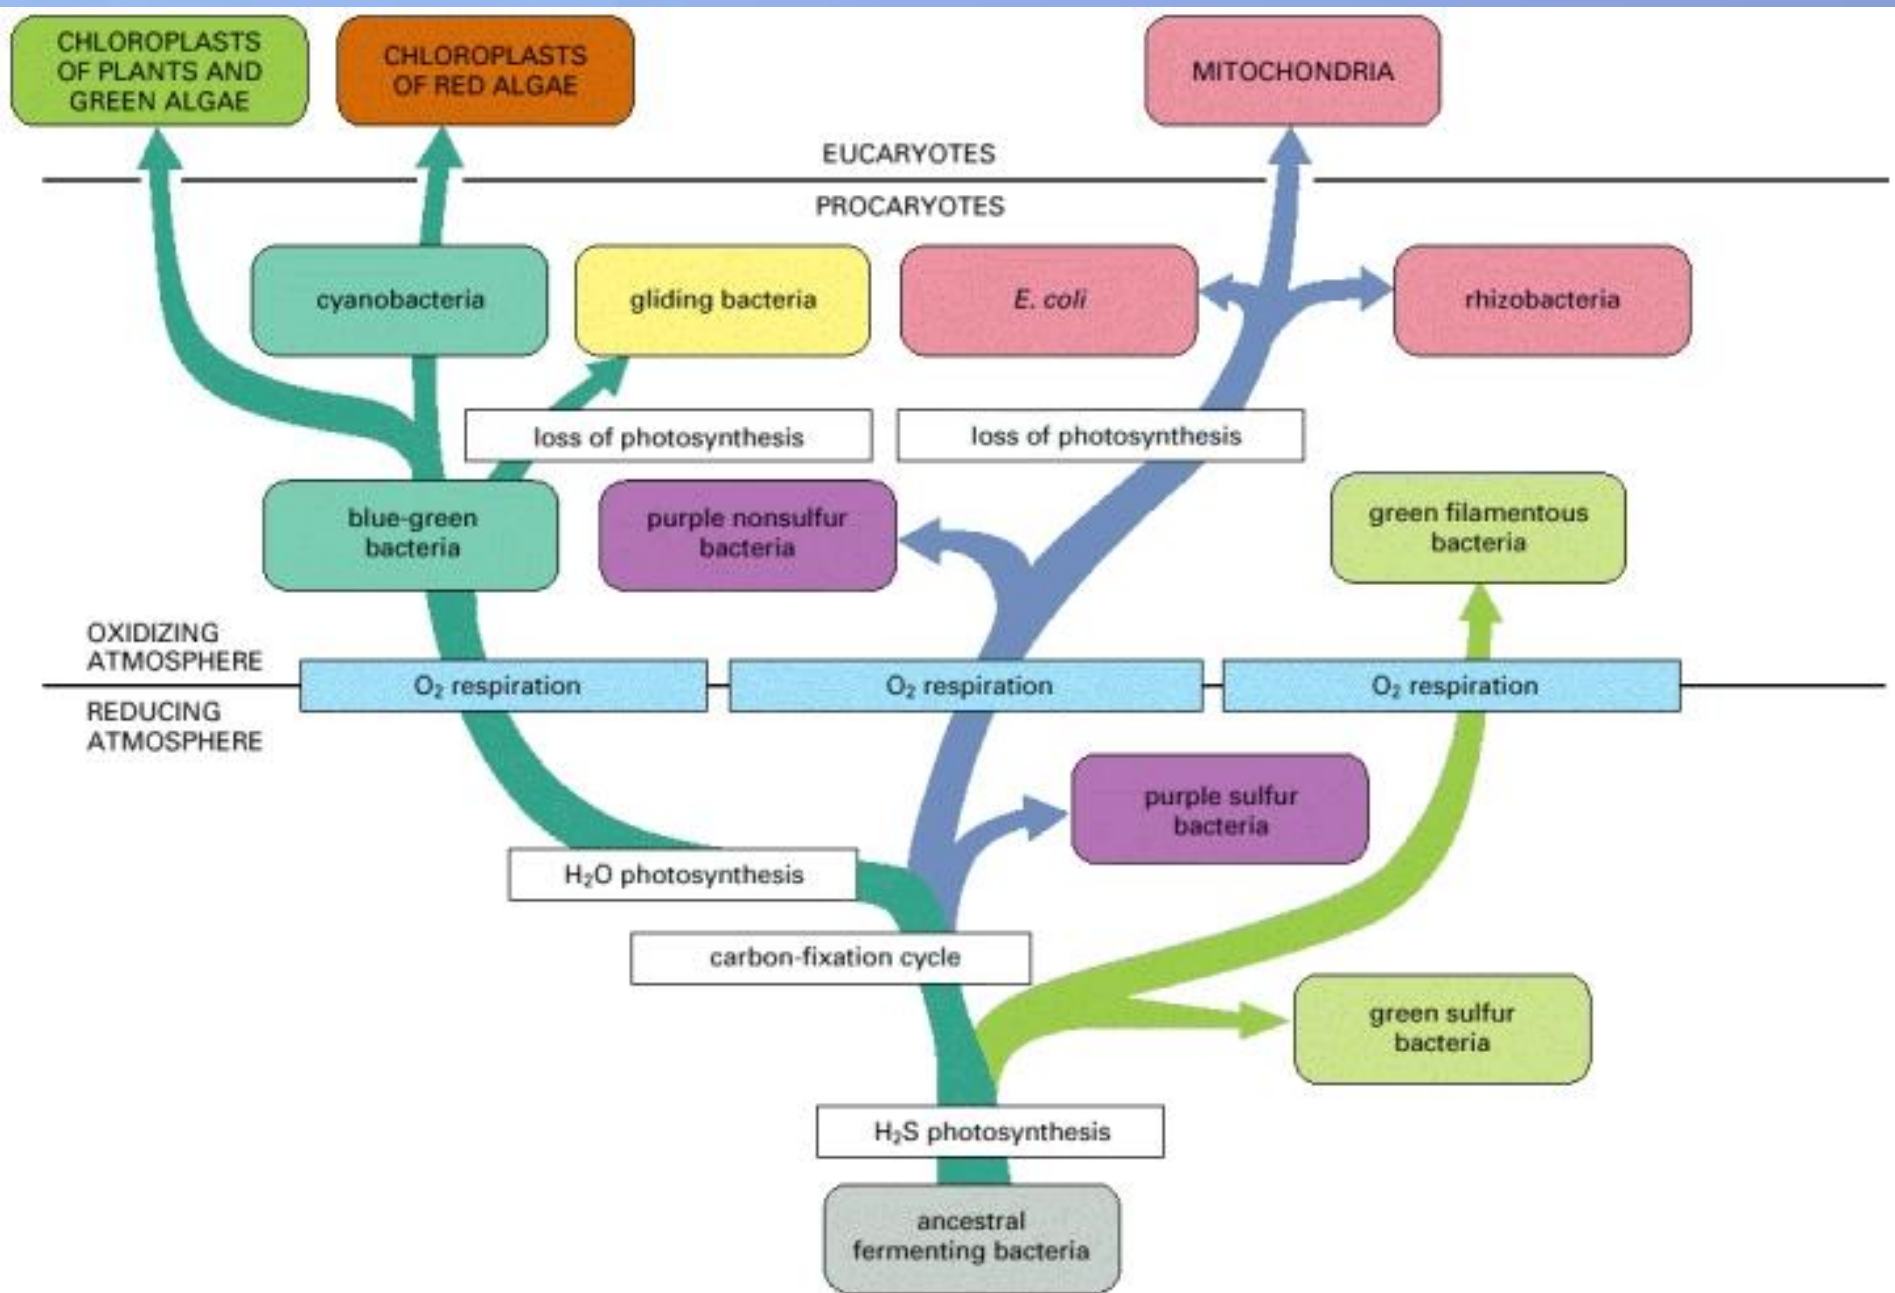 CHLOROPLASTS
OF PLANTS AND
GREEN ALGAE
CHLOROPLASTS
OF RED ALGAE
MITOCHONDRIA
EUCARYOTES
PROCARYOTES
cyanobacteria
gliding bacteria
E. coli
rhizobacteria
loss of photosynthesis
loss of photosynthesis
blue-green
bacteria
purple nonsulfur
bacteria
green filamentous
bacteria
OXIDIZING
ATMOSPHERE
O₂ respiration
O₂ respiration
O₂ respiration
REDUCING
ATMOSPHERE
purple sulfur
bacteria
H₂O photosynthesis
carbon-fixation cycle
green sulfur
bacteria
H₂S photosynthesis
ancestral
fermenting bacteria